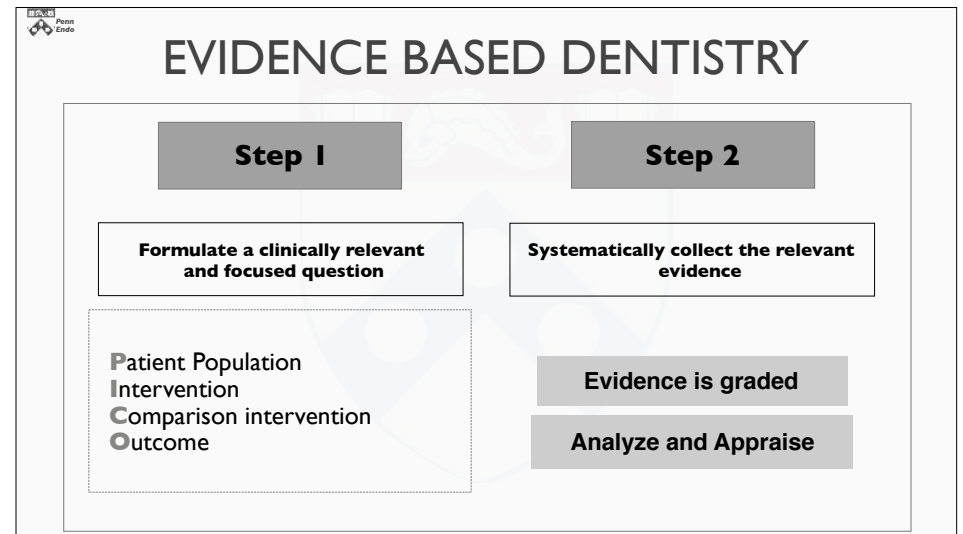 Penn
Endo
EVIDENCE BASED DENTISTRY
Step 1
Formulate a clinically relevant
and focused question
Patient Population
Intervention
Comparison intervention
Outcome
Step 2
Systematically collect the relevant
evidence
Evidence is graded
Analyze and Appraise